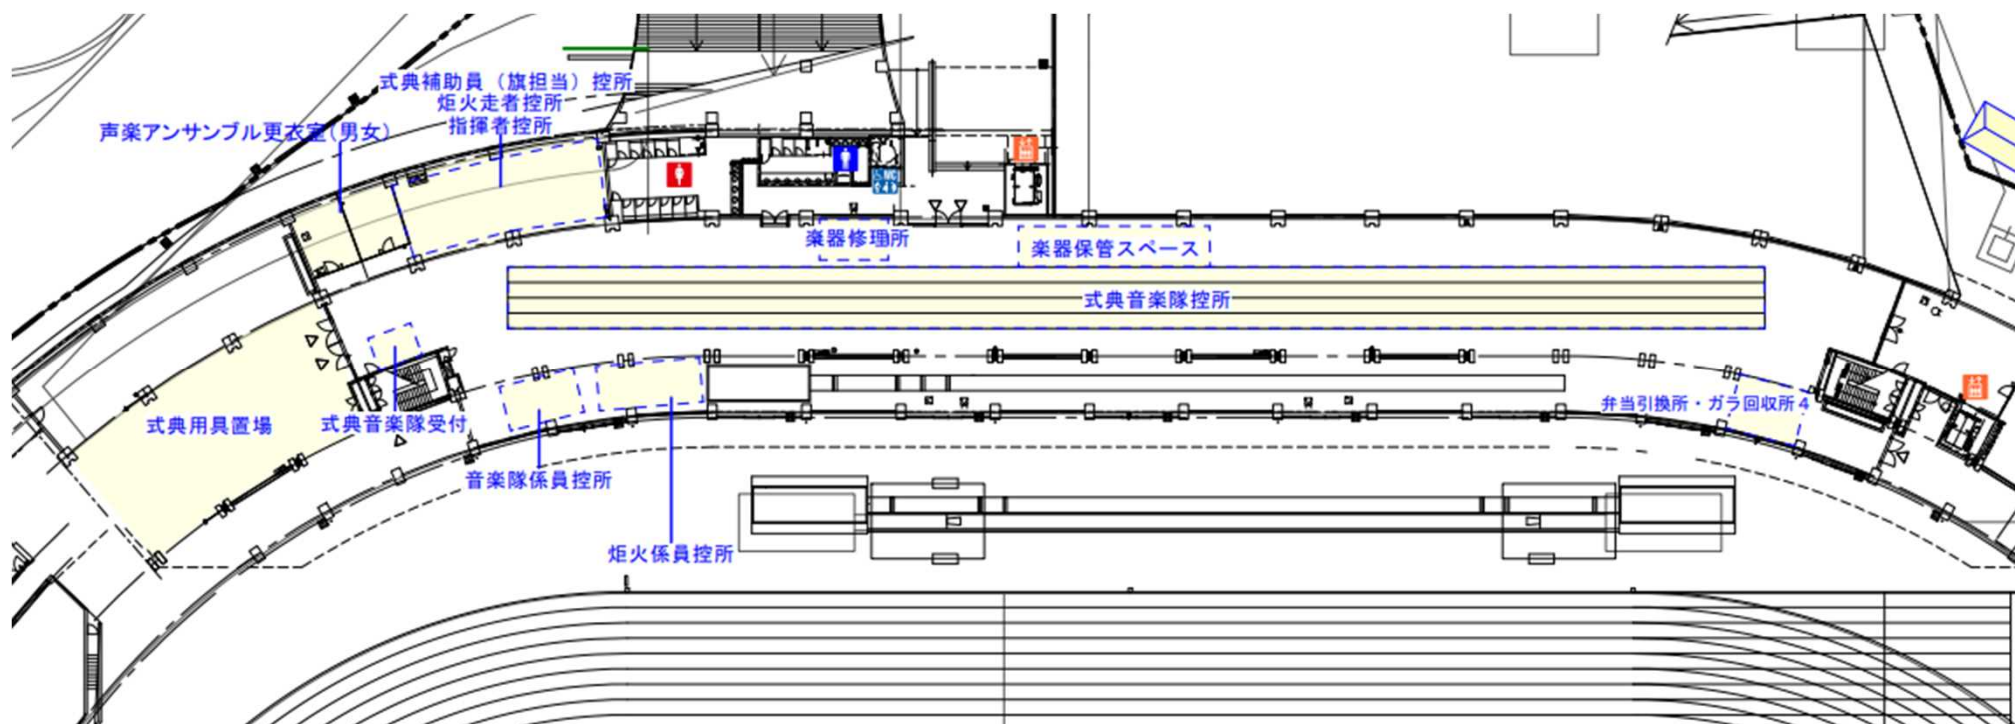 式典補助員（旗担当）控所
炬火走者控所
指揮者控所
声楽アンサンブル更衣室(男女)
WC
楽器修理所
楽器保管スペース
式典音楽隊控所
式典用具置場
式典音楽隊受付
弁当引換所・ガラ回収所4
音楽隊係員控所
炬火係員控所